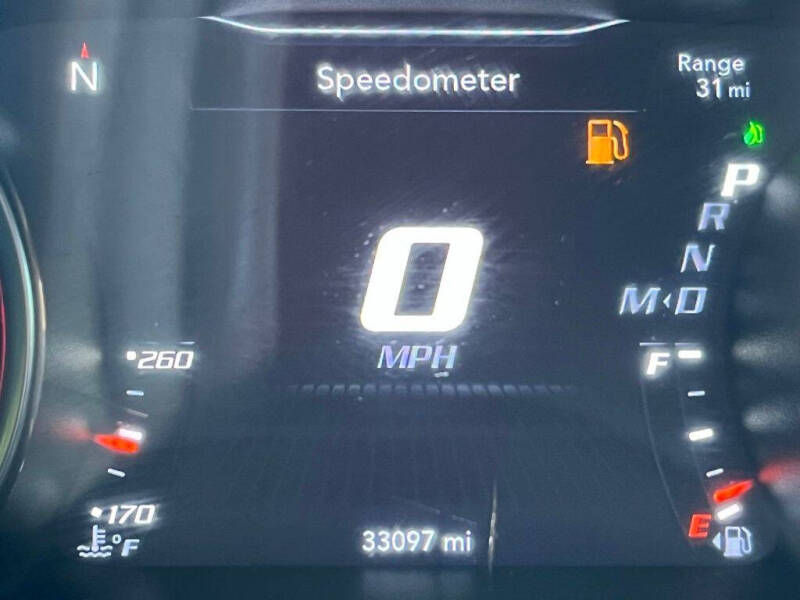 N
Speedometer
Range
31 mi
P
R
N
M D
0
MPH
260
170
°F
F
E
33097 mi